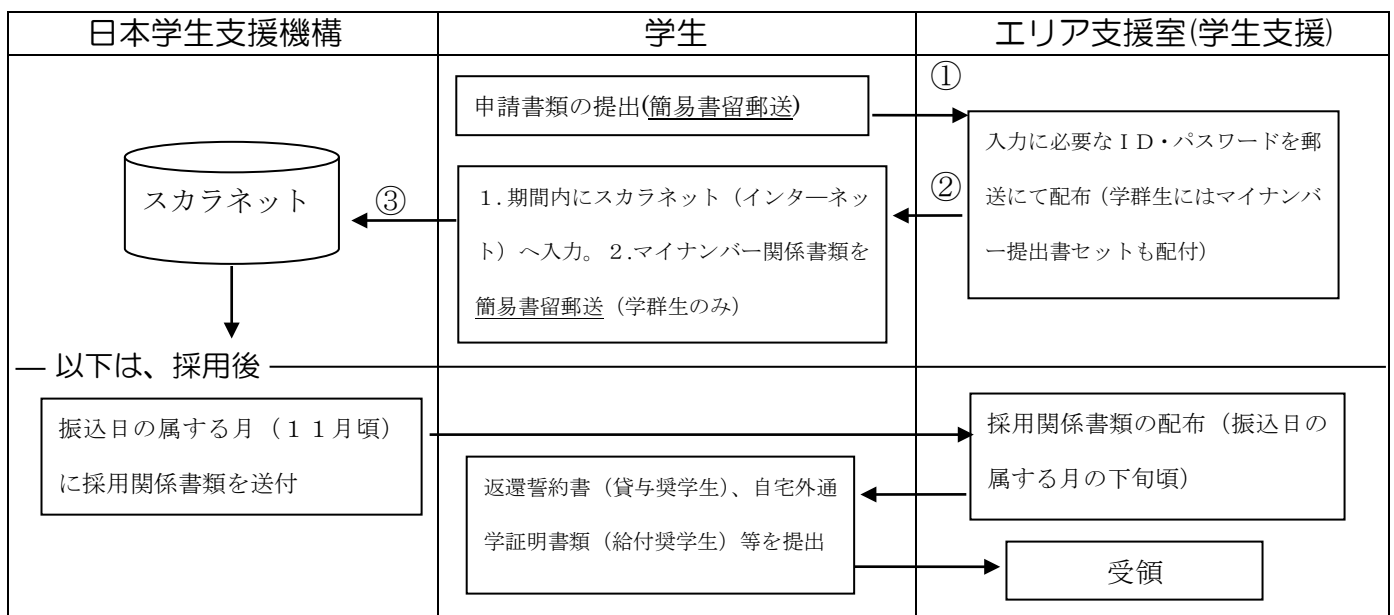 日本学生支援機構
学生
エリア支援室(学生支援)
申請書類の提出(簡易書留郵送)
①
入力に必要なＩＤ・パスワードを郵
送にて配布（学群生にはマイナンバ
ー提出書セットも配付）
②
１.期間内にスカラネット（インターネッ
ト）へ入力。２.マイナンバー関係書類を
簡易書留郵送（学群生のみ）
③
スカラネット
以下は、採用後
振込日の属する月（１１月頃）
に採用関係書類を送付
採用関係書類の配布（振込日の
属する月の下旬頃）
返還誓約書（貸与奨学生）、自宅外通
学証明書類（給付奨学生）等を提出
受領